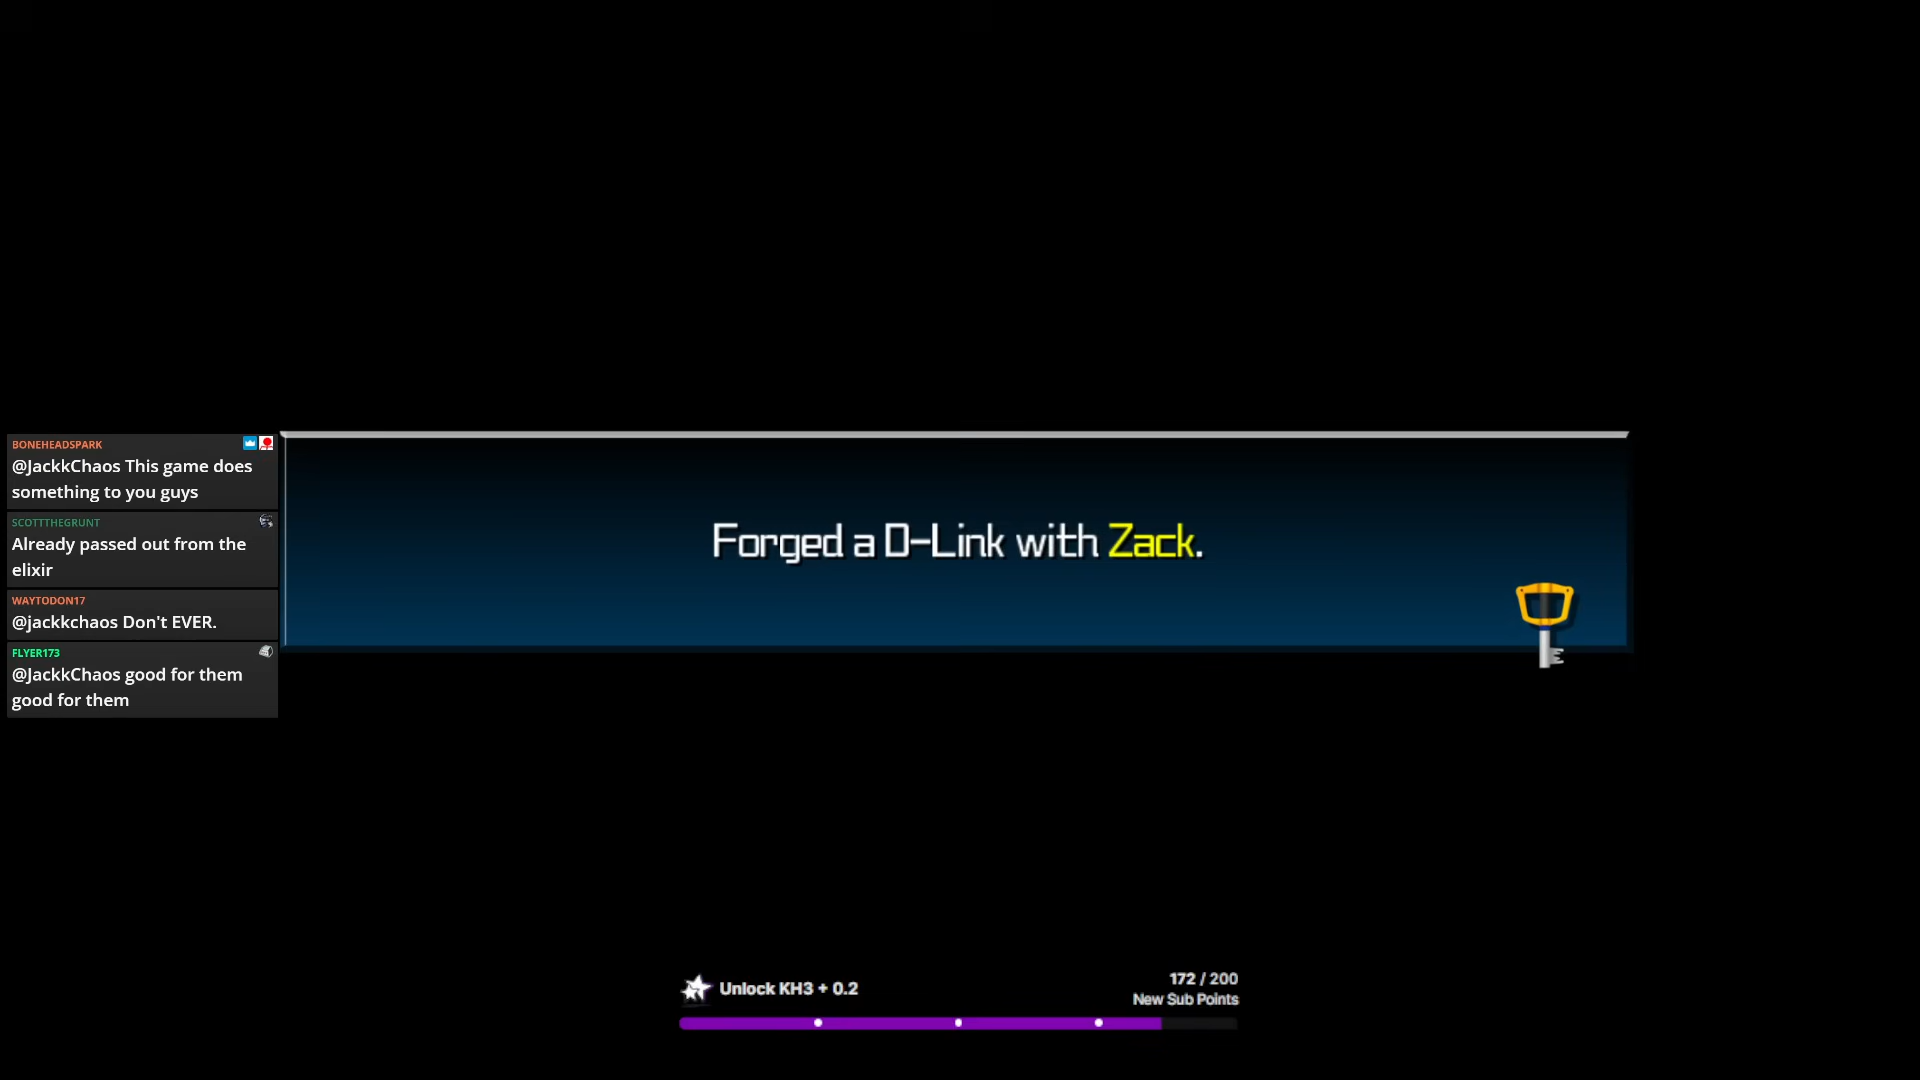 BONEHEADSPARK
@JackkChaos This game does
something to you guys
SCOTTTHEGRUNT
Already passed out from the
elixir
WAYTODON17
@jackkchaos Don't EVER.
FLYER173
@JackkChaos good for them
good for them
Forged a D-Link with Zack.
Unlock KH3 + 0.2
172 / 200
New Sub Points